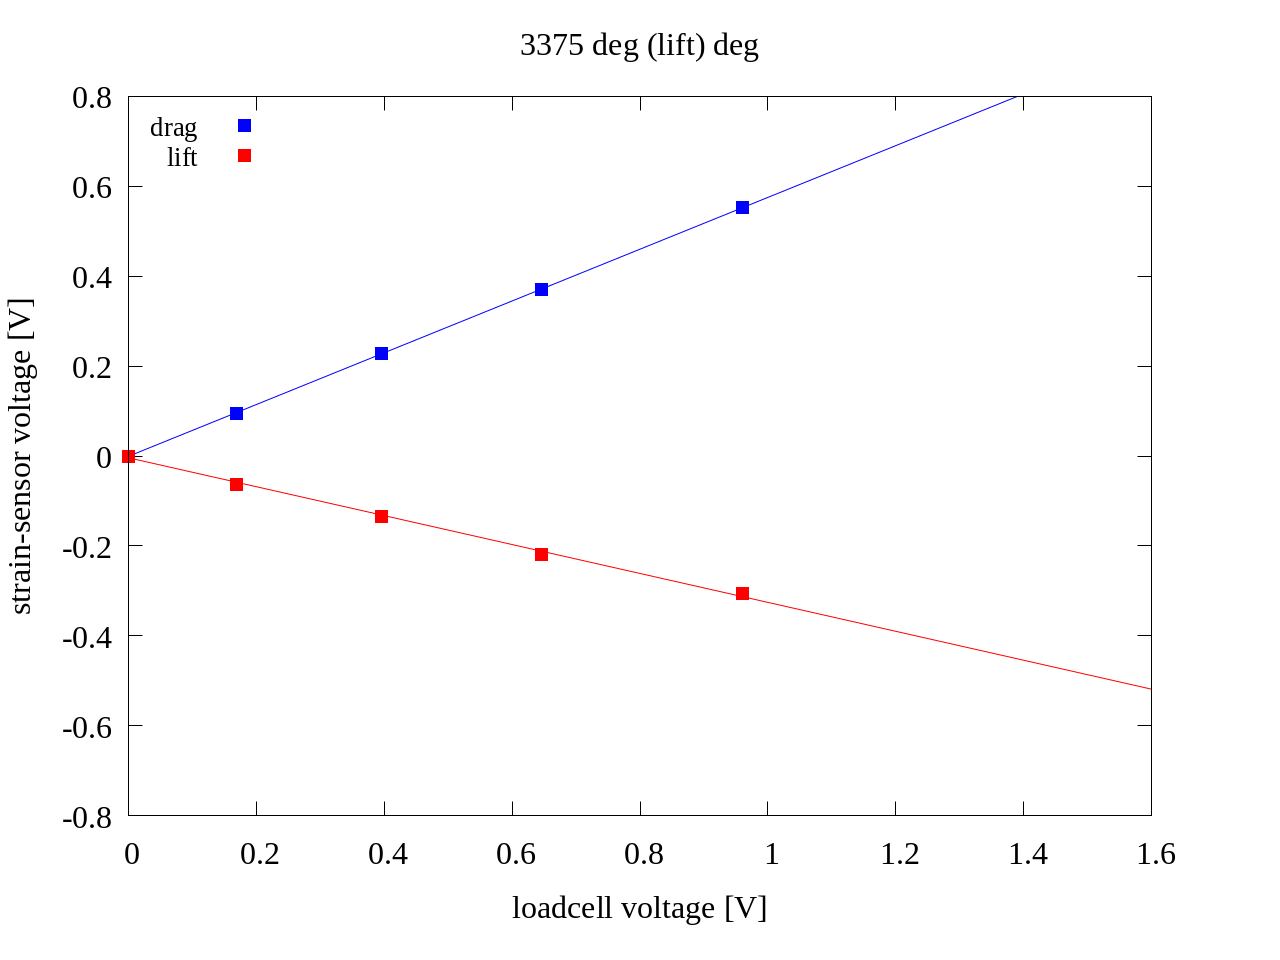 3375 deg (lift) deg
drag
lift
0.8
0.6
0.4
0.2
0
-0.2
-0.4
-0.6
-0.8
strain-sensor voltage [V]
0 0.2 0.4 0.6 0.8 1 1.2 1.4 1.6
loadcell voltage [V]